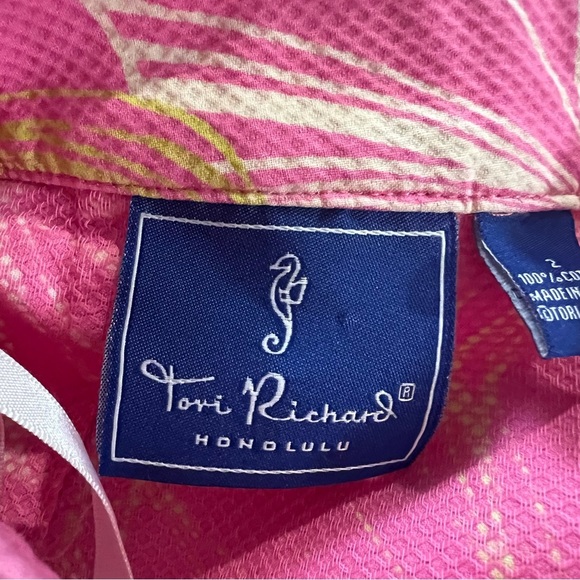 Tori Richard®
HONOLULU
2
100% CO
MADE IN
©TORI